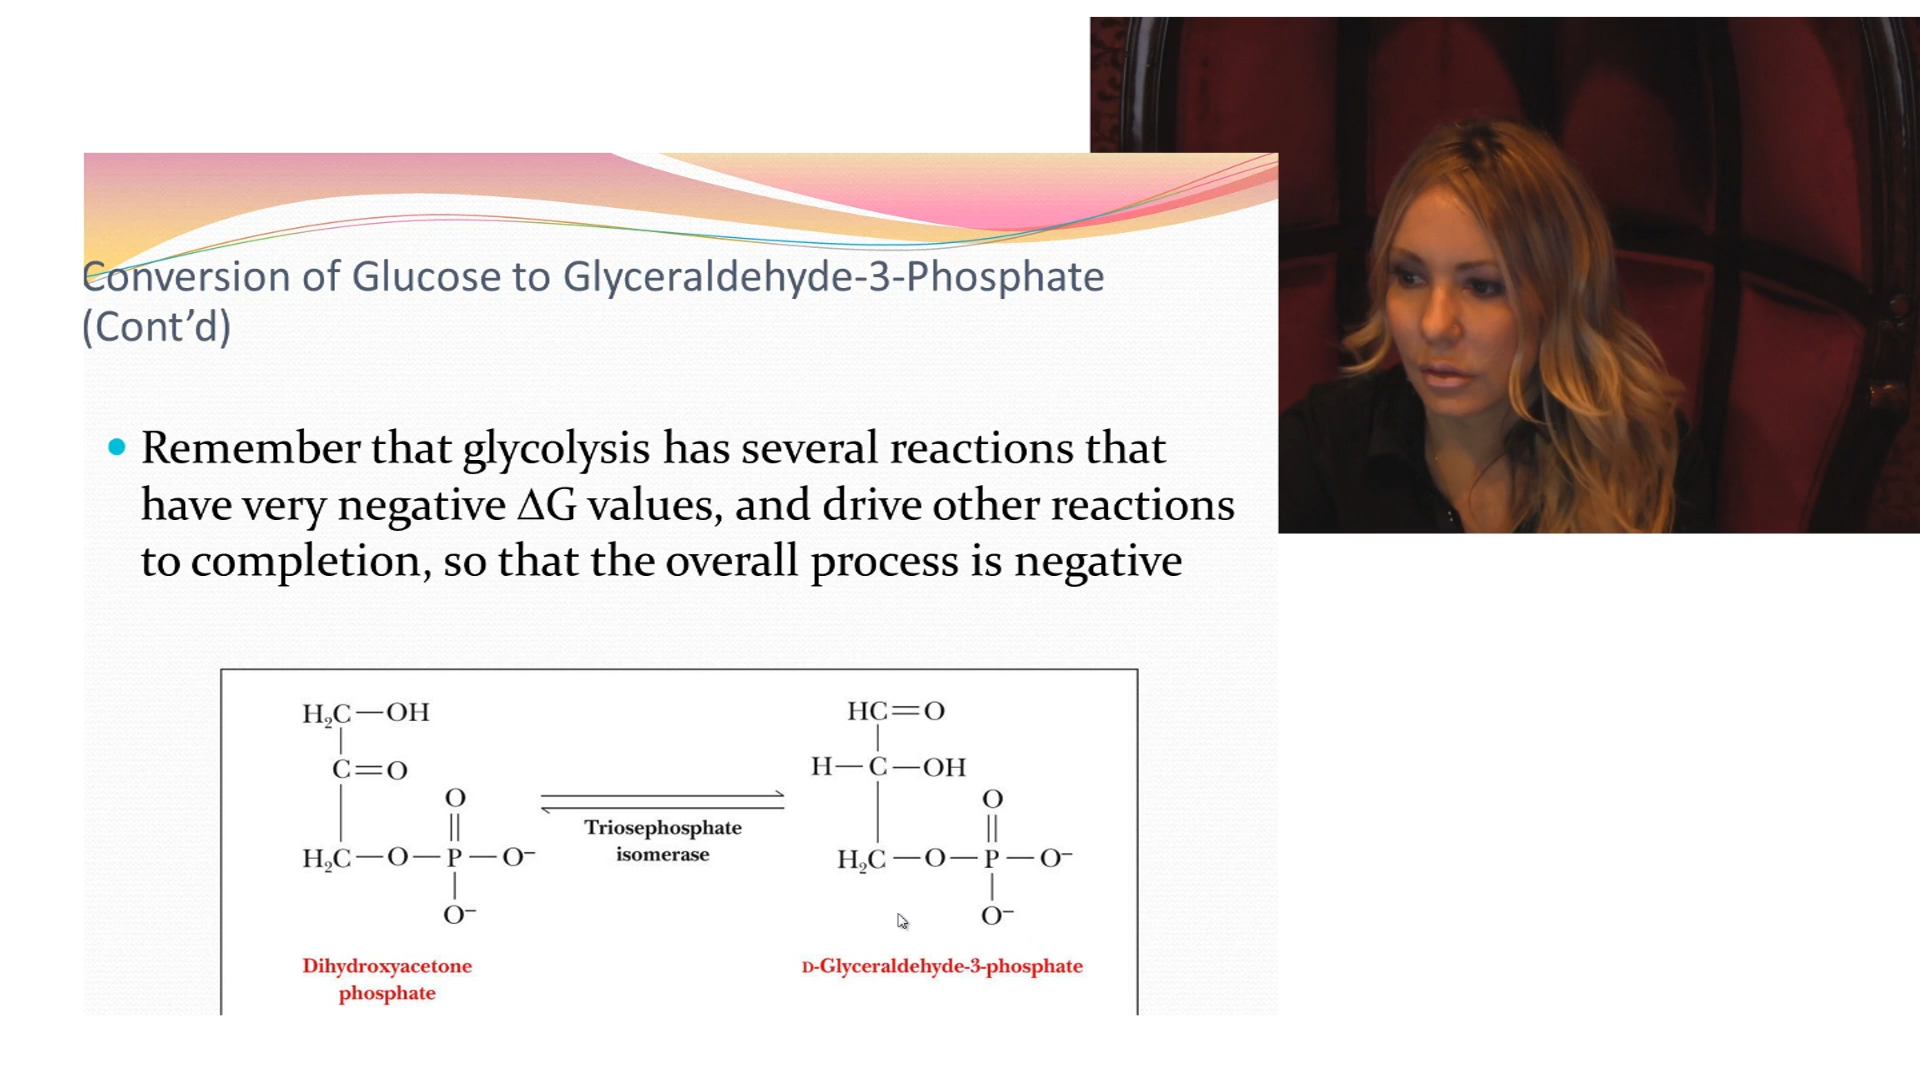 Conversion of Glucose to Glyceraldehyde-3-Phosphate
(Cont’d)
• Remember that glycolysis has several reactions that
have very negative ΔG values, and drive other reactions
to completion, so that the overall process is negative
H₂C—OH
C=O
O
H₂C—O—P—O⁻
O⁻
Triosephosphate
isomerase
HC=O
H—C—OH
O
H₂C—O—P—O⁻
O⁻
Dihydroxyacetone
phosphate
D-Glyceraldehyde-3-phosphate